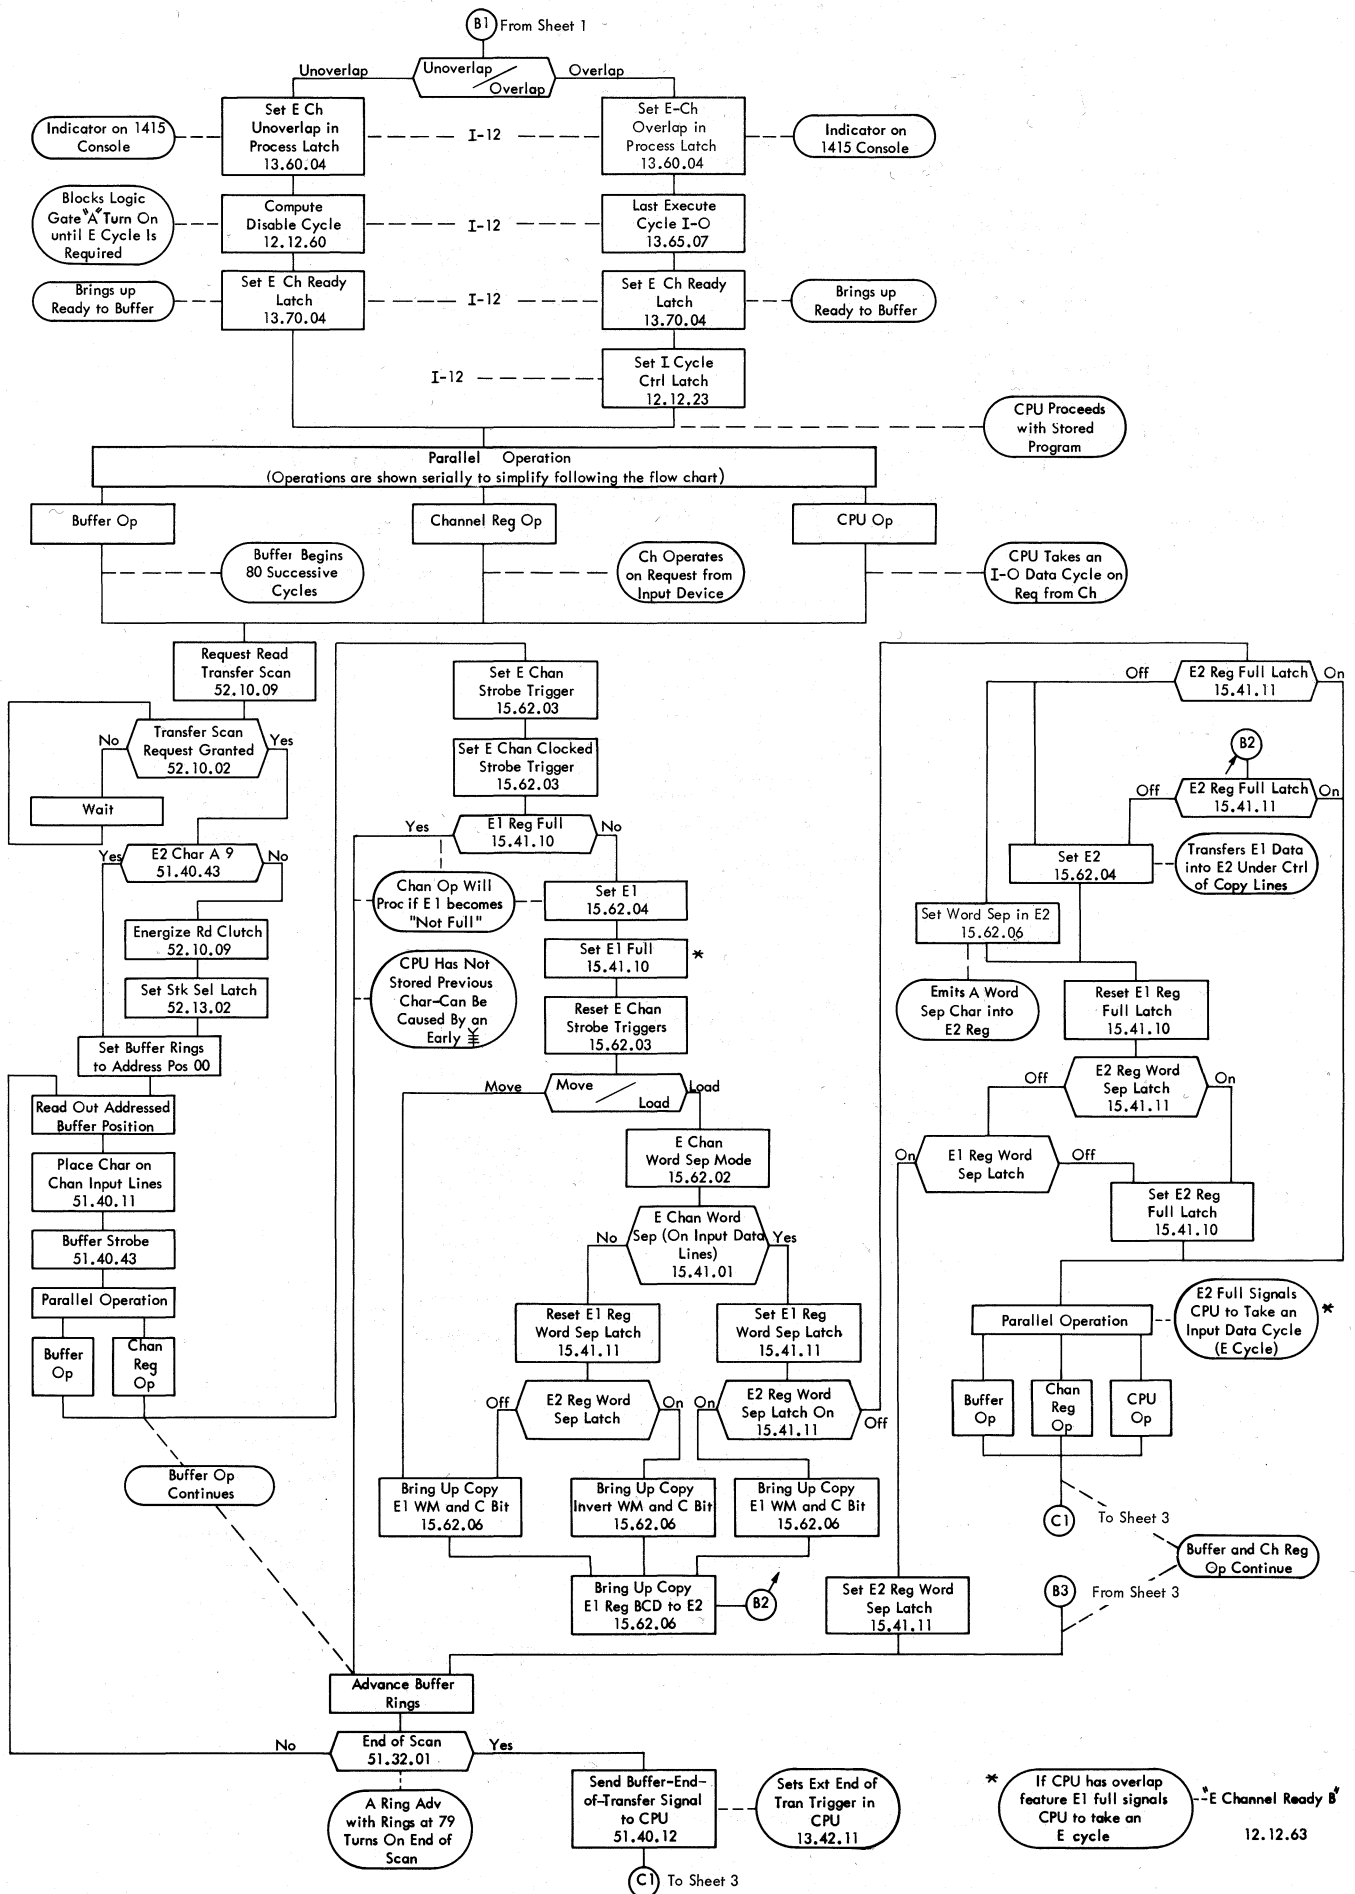 B1 From Sheet 1
Unoverlap
Unoverlap
Overlap
Overlap
Indicator on 1415
Console
Set E Ch
Unoverlap in
Process Latch
13.60.04
I-12
Set E-Ch
Overlap in
Process Latch
13.60.04
Indicator on
1415 Console
Blocks Logic
Gate "A" Turn On
until E Cycle Is
Required
Compute
Disable Cycle
12.12.60
I-12
Last Execute
Cycle I-O
13.65.07
Brings up
Ready to Buffer
Set E Ch Ready
Latch
13.70.04
I-12
Set E Ch Ready
Latch
13.70.04
Brings up
Ready to Buffer
I-12
Set I Cycle
Ctrl Latch
12.12.23
CPU Proceeds
with Stored
Program
Parallel Operation
(Operations are shown serially to simplify following the flow chart)
Buffer Op
Channel Reg Op
CPU Op
Buffer Begins
80 Successive
Cycles
Ch Operates
on Request from
Input Device
CPU Takes an
I-O Data Cycle on
Req from Ch
Request Read
Transfer Scan
52.10.09
No
Transfer Scan
Request Granted
52.10.02
Yes
Wait
Yes
E2 Char A 9
51.40.43
No
Energize Rd Clutch
52.10.09
Set Stk Sel Latch
52.13.02
Set Buffer Rings
to Address Pos 00
Read Out Addressed
Buffer Position
Place Char on
Chan Input Lines
51.40.11
Buffer Strobe
51.40.43
Parallel Operation
Buffer
Op
Chan
Reg
Op
Buffer Op
Continues
Set E Chan
Strobe Trigger
15.62.03
Set E Chan Clocked
Strobe Trigger
15.62.03
Yes
E1 Reg Full
15.41.10
No
Chan Op Will
Proc if E1 becomes
"Not Full"
Set E1
15.62.04
Set E1 Full
15.41.10
*
CPU Has Not
Stored Previous
Char-Can Be
Caused By an
Early
Reset E Chan
Strobe Triggers
15.62.03
Move
Move
Load
Load
E Chan
Word Sep Mode
15.62.02
No
E Chan Word
Sep (On Input Data
Lines)
15.41.01
Yes
Reset E1 Reg
Word Sep Latch
15.41.11
Set E1 Reg
Word Sep Latch
15.41.11
Off
E2 Reg Word
Sep Latch
On
On
E2 Reg Word
Sep Latch On
15.41.11
Off
Bring Up Copy
E1 WM and C Bit
15.62.06
Bring Up Copy
Invert WM and C Bit
15.62.06
Bring Up Copy
E1 WM and C Bit
15.62.06
Bring Up Copy
E1 Reg BCD to E2
15.62.06
B2
Off
E2 Reg Full Latch
15.41.11
On
B2
Off
E2 Reg Full Latch
15.41.11
On
Set E2
15.62.04
Transfers E1 Data
into E2 Under Ctrl
of Copy Lines
Set Word Sep in E2
15.62.06
Emits A Word
Sep Char into
E2 Reg
Reset E1 Reg
Full Latch
15.41.10
Off
E2 Reg Word
Sep Latch
15.41.11
On
On
E1 Reg Word
Sep Latch
Off
Set E2 Reg
Full Latch
15.41.10
Parallel Operation
E2 Full Signals
CPU to Take an
Input Data Cycle
(E Cycle)
*
Buffer
Op
Chan
Reg
Op
CPU
Op
C1 To Sheet 3
Buffer and Ch Reg
Op Continue
B3 From Sheet 3
Set E2 Reg Word
Sep Latch
15.41.11
Advance Buffer
Rings
No
End of Scan
51.32.01
Yes
A Ring Adv
with Rings at 79
Turns On End of
Scan
Send Buffer-End-
of-Transfer Signal
to CPU
51.40.12
Sets Ext End of
Tran Trigger in
CPU
13.42.11
C1 To Sheet 3
*
If CPU has overlap
feature E1 full signals
CPU to take an
E cycle
"E Channel Ready B"
12.12.63